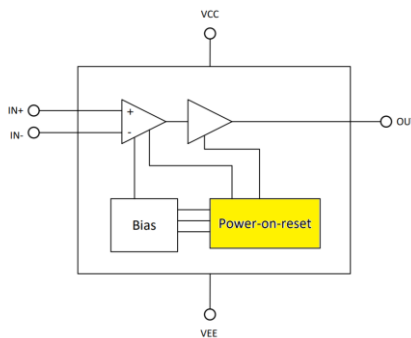 VCC
IN+
+
OU
IN-
-
Bias
Power-on-reset
VEE